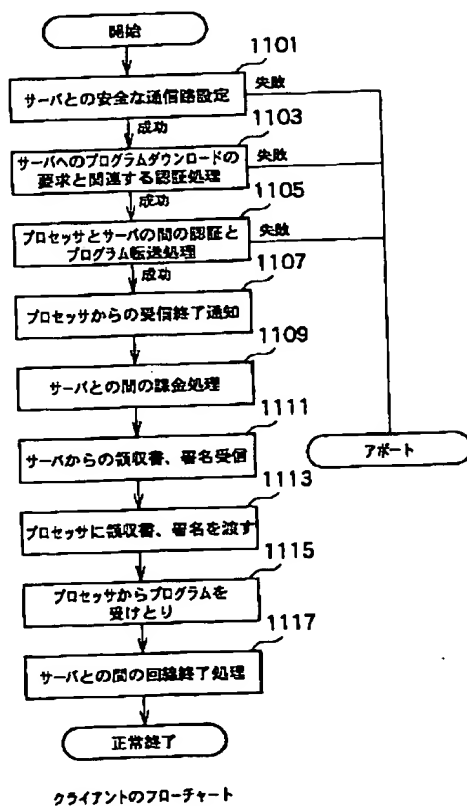 開始
1101
サーバとの安全な通信路設定
失敗
成功
1103
サーバへのプログラムダウンロードの
要求と関連する認証処理
失敗
成功
1105
プロセッサとサーバの間の認証と
プログラム転送処理
失敗
成功
1107
プロセッサからの受信終了通知
1109
サーバとの間の課金処理
1111
サーバからの領収書、署名受信
アボート
1113
プロセッサに領収書、署名を渡す
1115
プロセッサからプログラムを
受けとり
1117
サーバとの間の回線終了処理
正常終了
クライアントのフローチャート